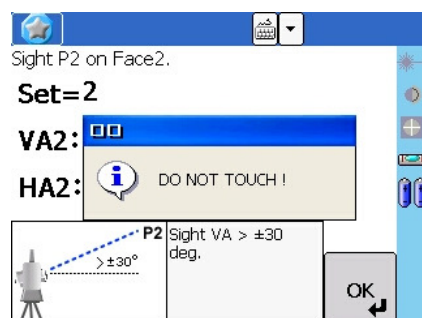 Sight P2 on Face2.
Set=2
VA2:
DO NOT TOUCH !
HA2:
P2
>±30°
Sight VA > ±30
deg.
OK